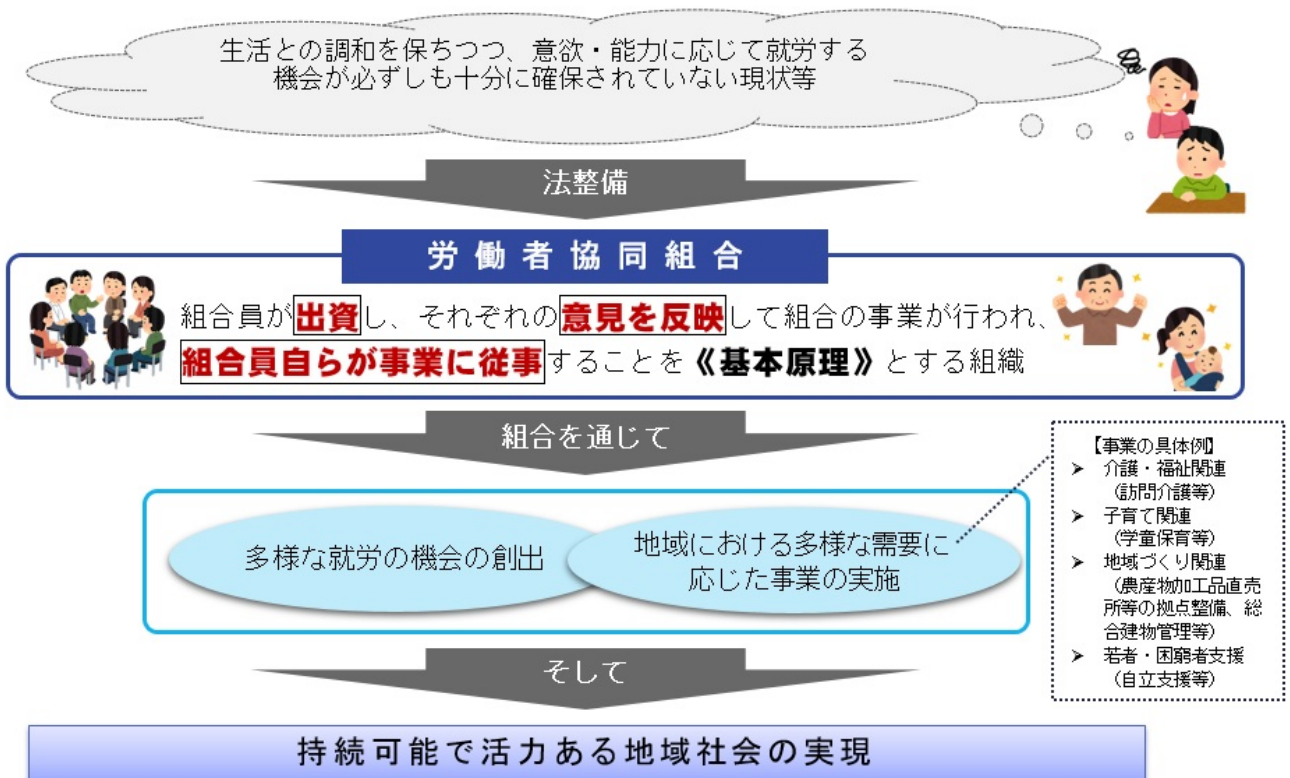 生活との調和を保ちつつ、意欲・能力に応じて就労する
機会が必ずしも十分に確保されていない現状等
法整備
労働者協同組合
組合員が出資し、それぞれの意見を反映して組合の事業が行われ、
組合員自らが事業に従事することを《基本原理》とする組織
組合を通じて
多様な就労の機会の創出
地域における多様な需要に
応じた事業の実施
【事業の具体例】
➤ 介護・福祉関連
(訪問介護等)
➤ 子育て関連
(学童保育等)
➤ 地域づくり関連
(農産物加工品直売
所等の拠点整備、総
合建物管理等)
➤ 若者・困窮者支援
(自立支援等)
そして
持続可能で活力ある地域社会の実現